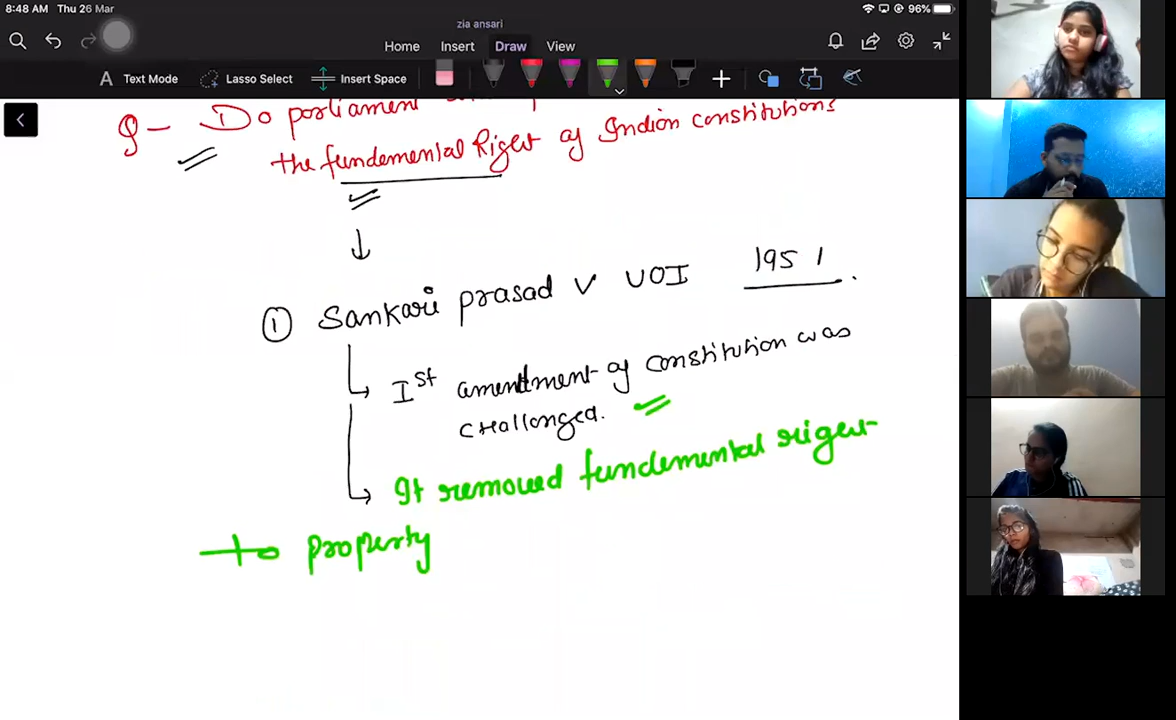 8:48 AM Thu 26 Mar
96%
zia ansari
Home Insert Draw View
Text Mode Lasso Select Insert Space
Q- Do parliament
the fundemental Right of Indian constitutions
① Sankari prasad v UOI 1951.
Ist amendment of constitution was
challanged.
It removed fundemental right
to property